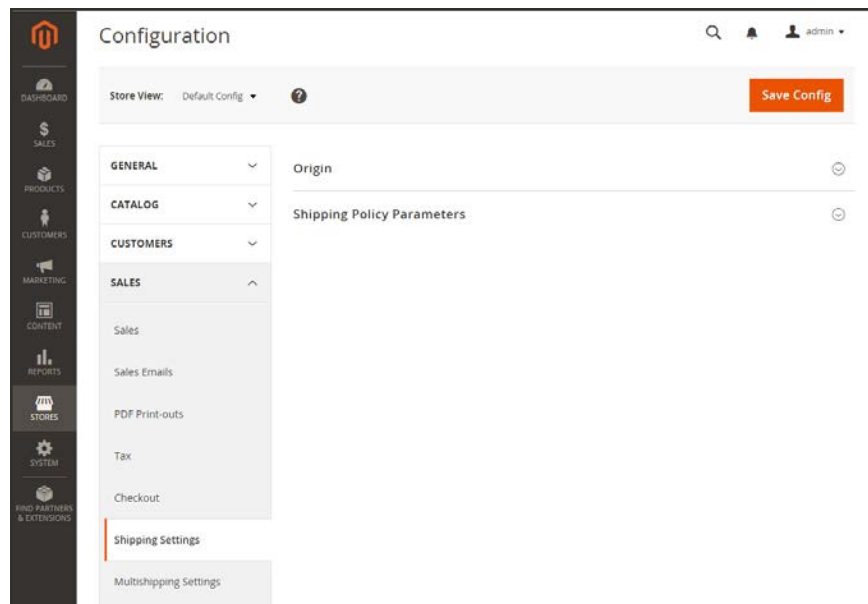 Configuration
admin
DASHBOARD
SALES
PRODUCTS
CUSTOMERS
MARKETING
CONTENT
REPORTS
STORES
SYSTEM
FIND PARTNERS
& EXTENSIONS
Store View: Default Config
Save Config
GENERAL
CATALOG
CUSTOMERS
SALES
Sales
Sales Emails
PDF Print-outs
Tax
Checkout
Shipping Settings
Multishipping Settings
Origin
Shipping Policy Parameters